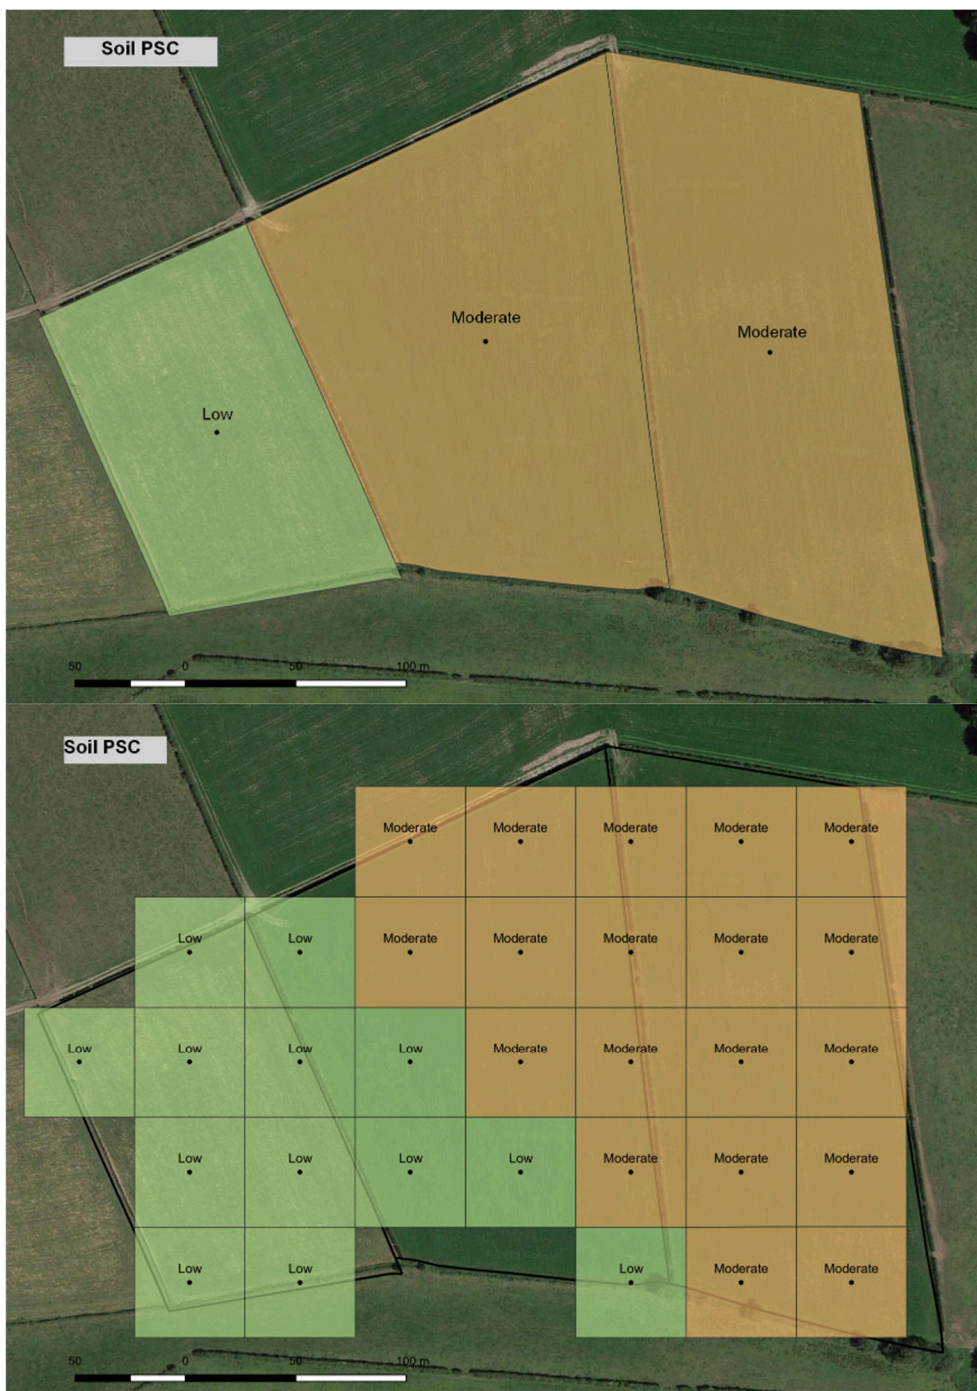 Soil PSC
Moderate
Moderate
Low
50 0 50 100 m
Soil PSC
Moderate Moderate Moderate Moderate Moderate
Low Low Moderate Moderate Moderate Moderate Moderate
Low Low Low Low Moderate Moderate Moderate Moderate
Low Low Low Low Moderate Moderate Moderate
Low Low Low Moderate Moderate
50 0 50 100 m